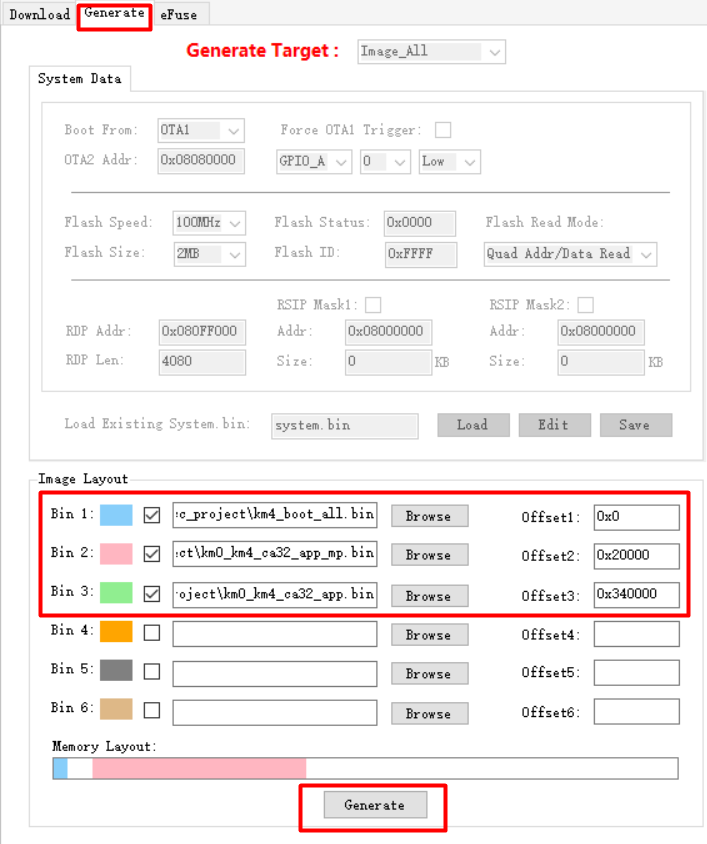 Download Generate eFuse
Generate Target : Image_All
System Data
Boot From: OTA1 Force OTA1 Trigger:
OTA2 Addr: 0x08080000 GPIO_A 0 Low
Flash Speed: 100MHz Flash Status: 0x0000 Flash Read Mode:
Flash Size: 2MB Flash ID: 0xFFFF Quad Addr/Data Read
RSIP Mask1: RSIP Mask2:
RDP Addr: 0x080FF000 Addr: 0x08000000 Addr: 0x08000000
RDP Len: 4080 Size: 0 KB Size: 0 KB
Load Existing System.bin: system.bin Load Edit Save
Image Layout
Bin 1: :c_project\km4_boot_all.bin Browse Offset1: 0x0
Bin 2: :ct\km0_km4_ca32_app_mp.bin Browse Offset2: 0x20000
Bin 3: :oject\km0_km4_ca32_app.bin Browse Offset3: 0x340000
Bin 4: Browse Offset4:
Bin 5: Browse Offset5:
Bin 6: Browse Offset6:
Memory Layout:
Generate